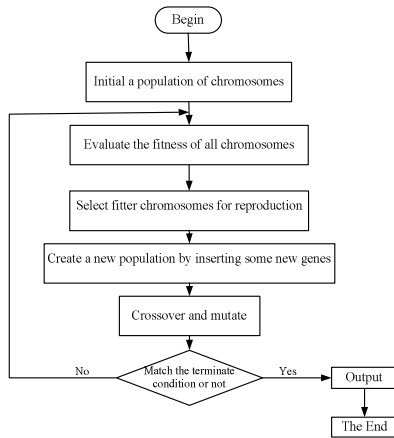 Begin
Initial a population of chromosomes
Evaluate the fitness of all chromosomes
Select fitter chromosomes for reproduction
Create a new population by inserting some new genes
Crossover and mutate
Match the terminate
condition or not
No
Yes
Output
The End